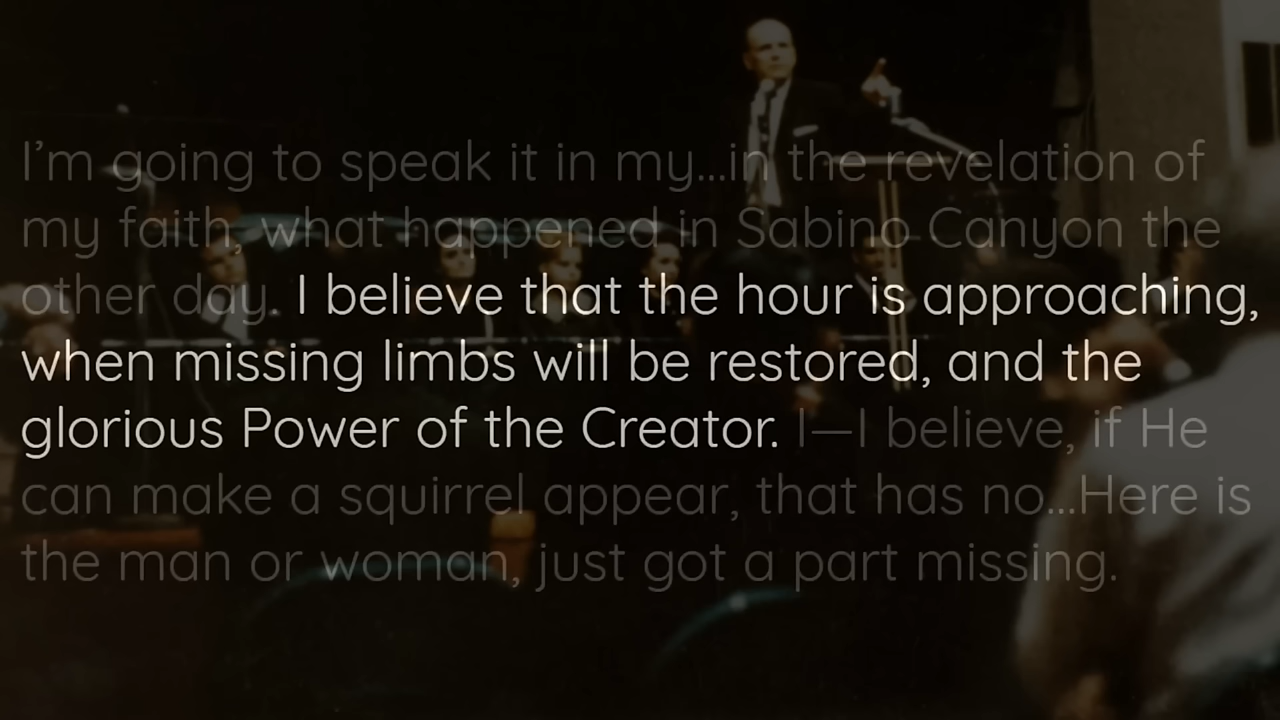 I’m going to speak it in my...in the revelation of
my faith, what happened in Sabino Canyon the
other day. I believe that the hour is approaching,
when missing limbs will be restored, and the
glorious Power of the Creator. I—I believe, if He
can make a squirrel appear, that has no...Here is
the man or woman, just got a part missing.